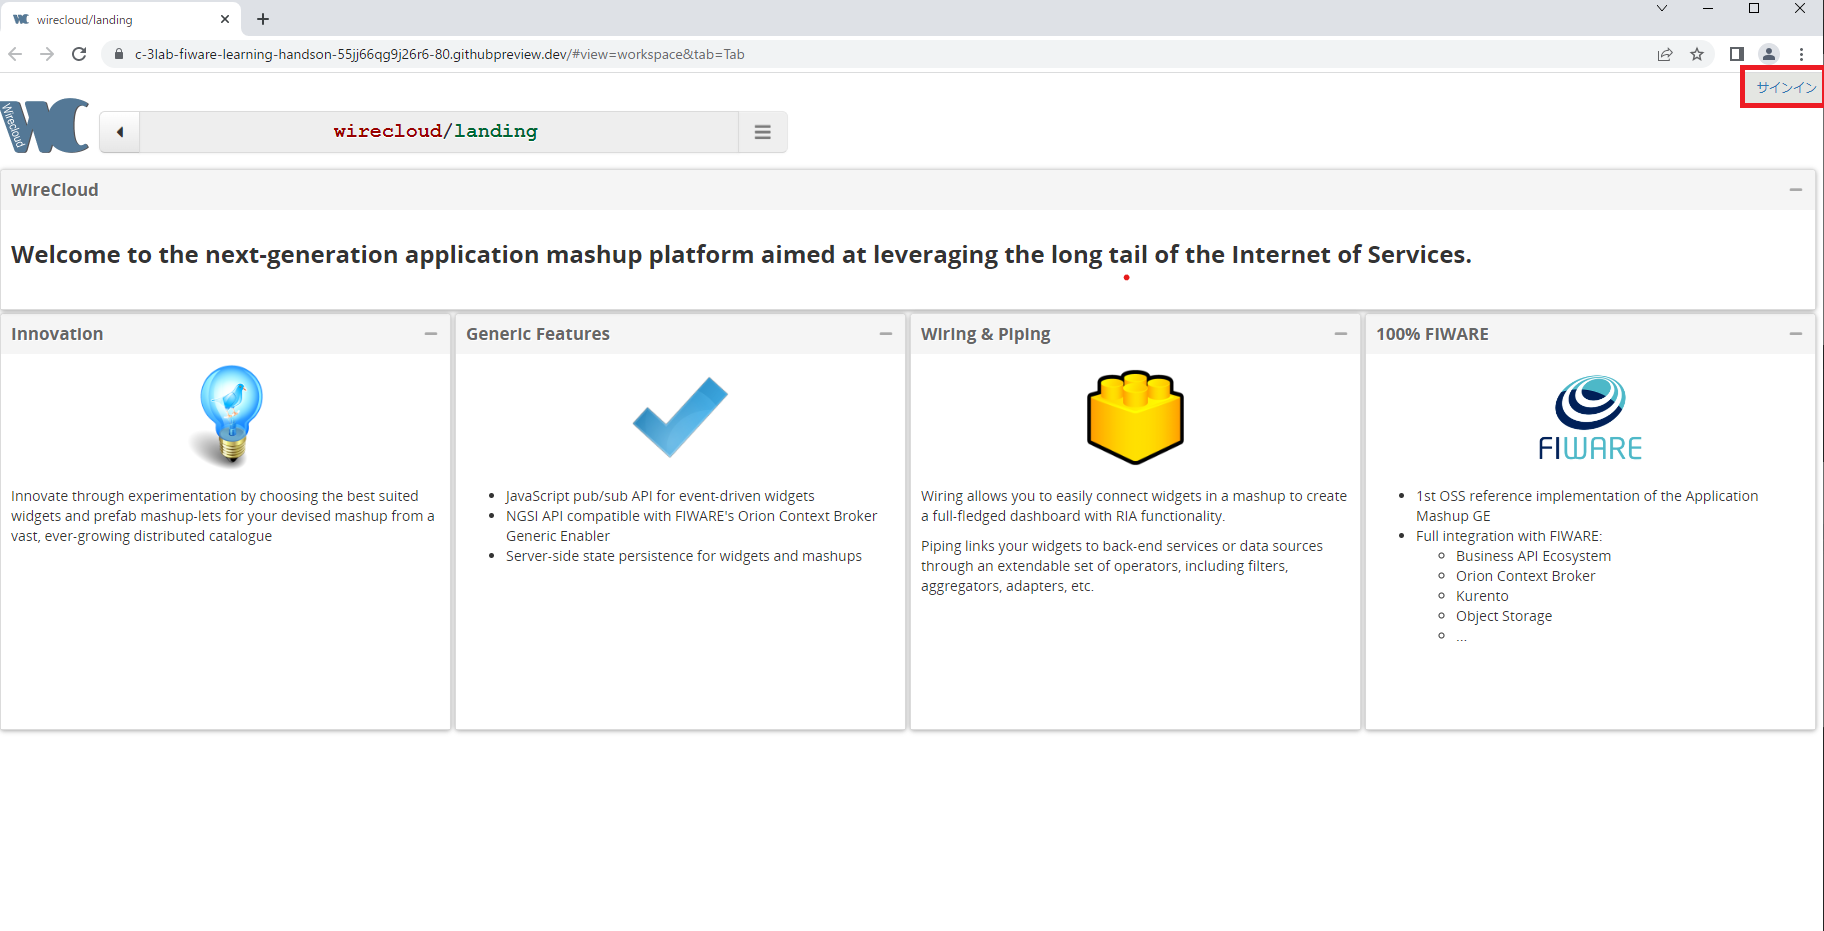 wirecloud/landing
c-3lab-fiware-learning-handson-55jj66qg9j26r6-80.githubpreview.dev/#view=workspace&tab=Tab
サインイン
WC
Wirecloud
wirecloud/landing
WireCloud
Welcome to the next-generation application mashup platform aimed at leveraging the long tail of the Internet of Services.
Innovation
Innovate through experimentation by choosing the best suited
widgets and prefab mashup-lets for your devised mashup from a
vast, ever-growing distributed catalogue
Generic Features
• JavaScript pub/sub API for event-driven widgets
• NGSI API compatible with FIWARE's Orion Context Broker
Generic Enabler
• Server-side state persistence for widgets and mashups
Wiring & Piping
Wiring allows you to easily connect widgets in a mashup to create
a full-fledged dashboard with RIA functionality.
Piping links your widgets to back-end services or data sources
through an extendable set of operators, including filters,
aggregators, adapters, etc.
100% FIWARE
FIWARE
• 1st OSS reference implementation of the Application
Mashup GE
• Full integration with FIWARE:
◦ Business API Ecosystem
◦ Orion Context Broker
◦ Kurento
◦ Object Storage
◦ ...